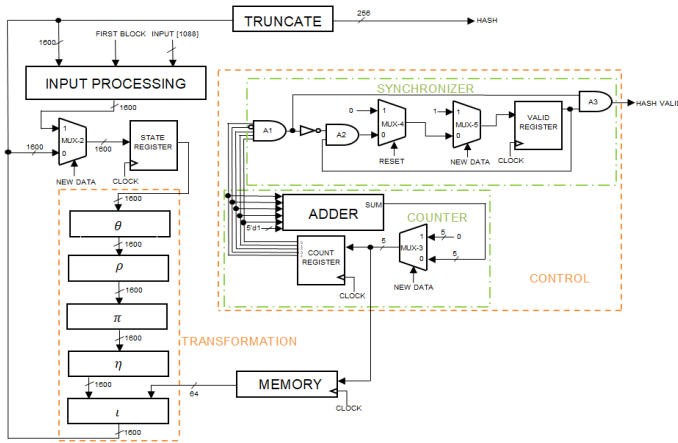 TRUNCATE
256
HASH
1600
1600
FIRST BLOCK
INPUT [1088]
INPUT PROCESSING
1600
1
MUX-2
0
1600
1600
STATE REGISTER
CLOCK
NEW DATA
1600
θ
1600
ρ
1600
π
1600
η
1600
1600
ι
1600
TRANSFORMATION
64
MEMORY
CLOCK
SYNCHRONIZER
A1
A2
0
1
MUX-4
0
RESET
1
1
MUX-5
0
NEW DATA
VALID REGISTER
CLOCK
A3
HASH VALID
ADDER
SUM
5'd1
COUNTER
COUNT REGISTER
CLOCK
5
MUX-3
1
0
5
0
5
NEW DATA
CONTROL